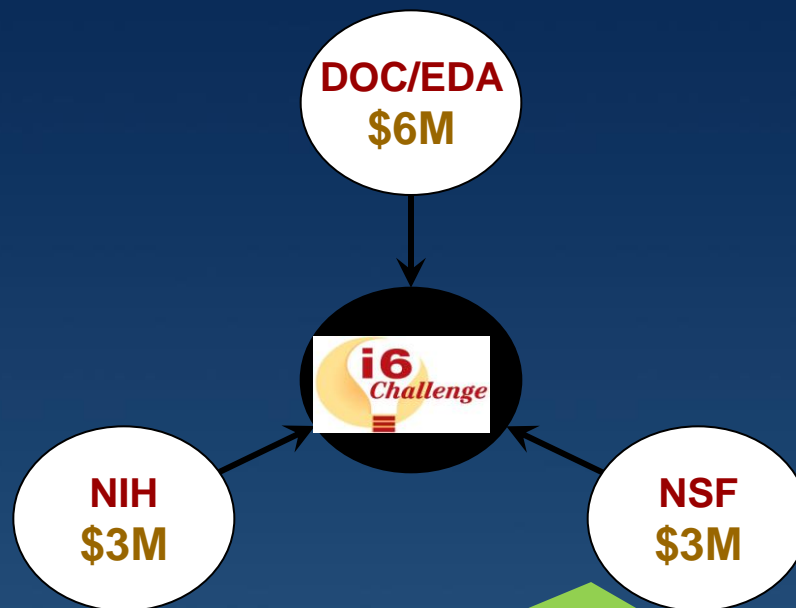 DOC/EDA
$6M
i6
Challenge
NIH
$3M
NSF
$3M